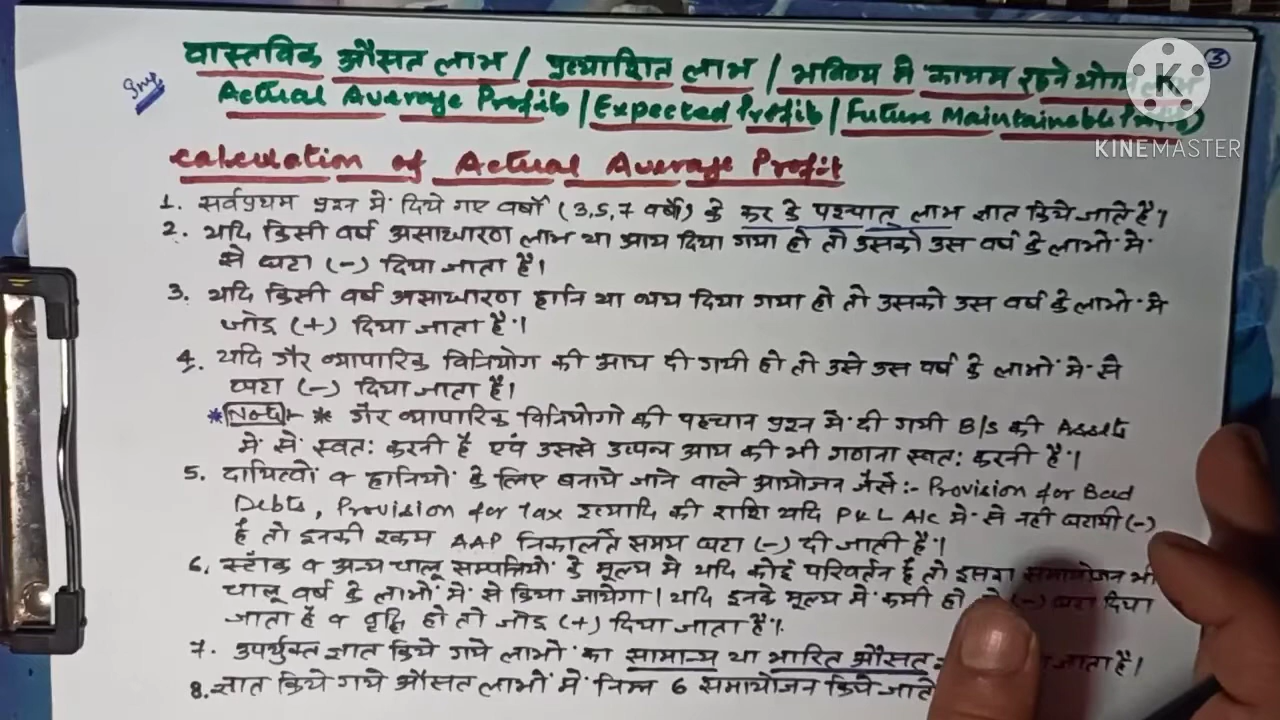 वास्तविक औसत लाभ / प्रत्याशित लाभ / भविष्य मे कायम रहने योग्य
③
Imp
Actual Average Profits / Expected Profits / Future Maintainable Profits)
K
KINEMASTER
Calculation of Actual Average Profit
1. सर्वप्रथम प्रश्न में दिये गए वर्षों (3,5,7 वर्षो) के कर के पश्चात् लाभ ज्ञात किये जाते है।
2. यदि किसी वर्ष असाधारण लाभ या आय दिया गया हो तो उसको उस वर्ष के लाभो में
से घटा (-) दिया जाता है।
3. यदि किसी वर्ष असाधारण हानि या व्यय दिया गया हो तो उसको उस वर्ष के लाभो में
जोड (+) दिया जाता है।
4. यदि गैर व्यापारिक विनियोग की आय दी गयी हो तो उसे उस वर्ष के लाभों में से
घटा (-) दिया जाता है।
* Note:- * गैर व्यापारिक विनियोगो की पहचान प्रश्न में दी गयी B/S की Assets
में से स्वतः करनी है एवं उससे उत्पन्न आय की भी गणना स्वतः करनी है।
5. दायित्वों व हानियों के लिए बनाये जाने वाले आयोजन जैसे:- Provision for Bad
Debts, Provision for Tax इत्यादि की राशि यदि P&L A/C में से नही घटायी (-)
है तो इनकी रकम AAP निकालते समय घटा (-) दी जाती है।
6. स्टॉक व अन्य चालू सम्पत्तियों के मूल्य मे यदि कोई परिवर्तन है तो इसका समायोजन भी
चालू वर्ष के लाभों में से किया जायेगा। यदि इनके मूल्य में कमी हो (-) घटा दिया
जाता है व वृद्धि हो तो जोड (+) दिया जाता है।
7. उपर्युक्त ज्ञात किये गये लाभों का सामान्य या भारित औसत जाता है।
8. ज्ञात किये गये औसत लाभों में निम्न 6 समायोजन किये जाते